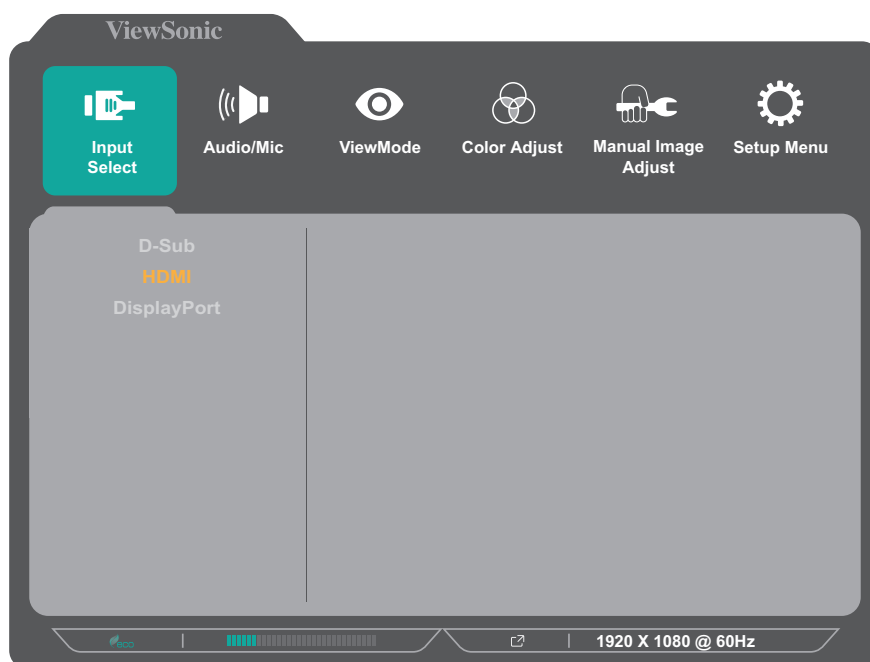 ViewSonic
Input
Select
Audio/Mic
ViewMode
Color Adjust
Manual Image
Adjust
Setup Menu
D-Sub
HDMI
DisplayPort
eco
1920 X 1080 @ 60Hz